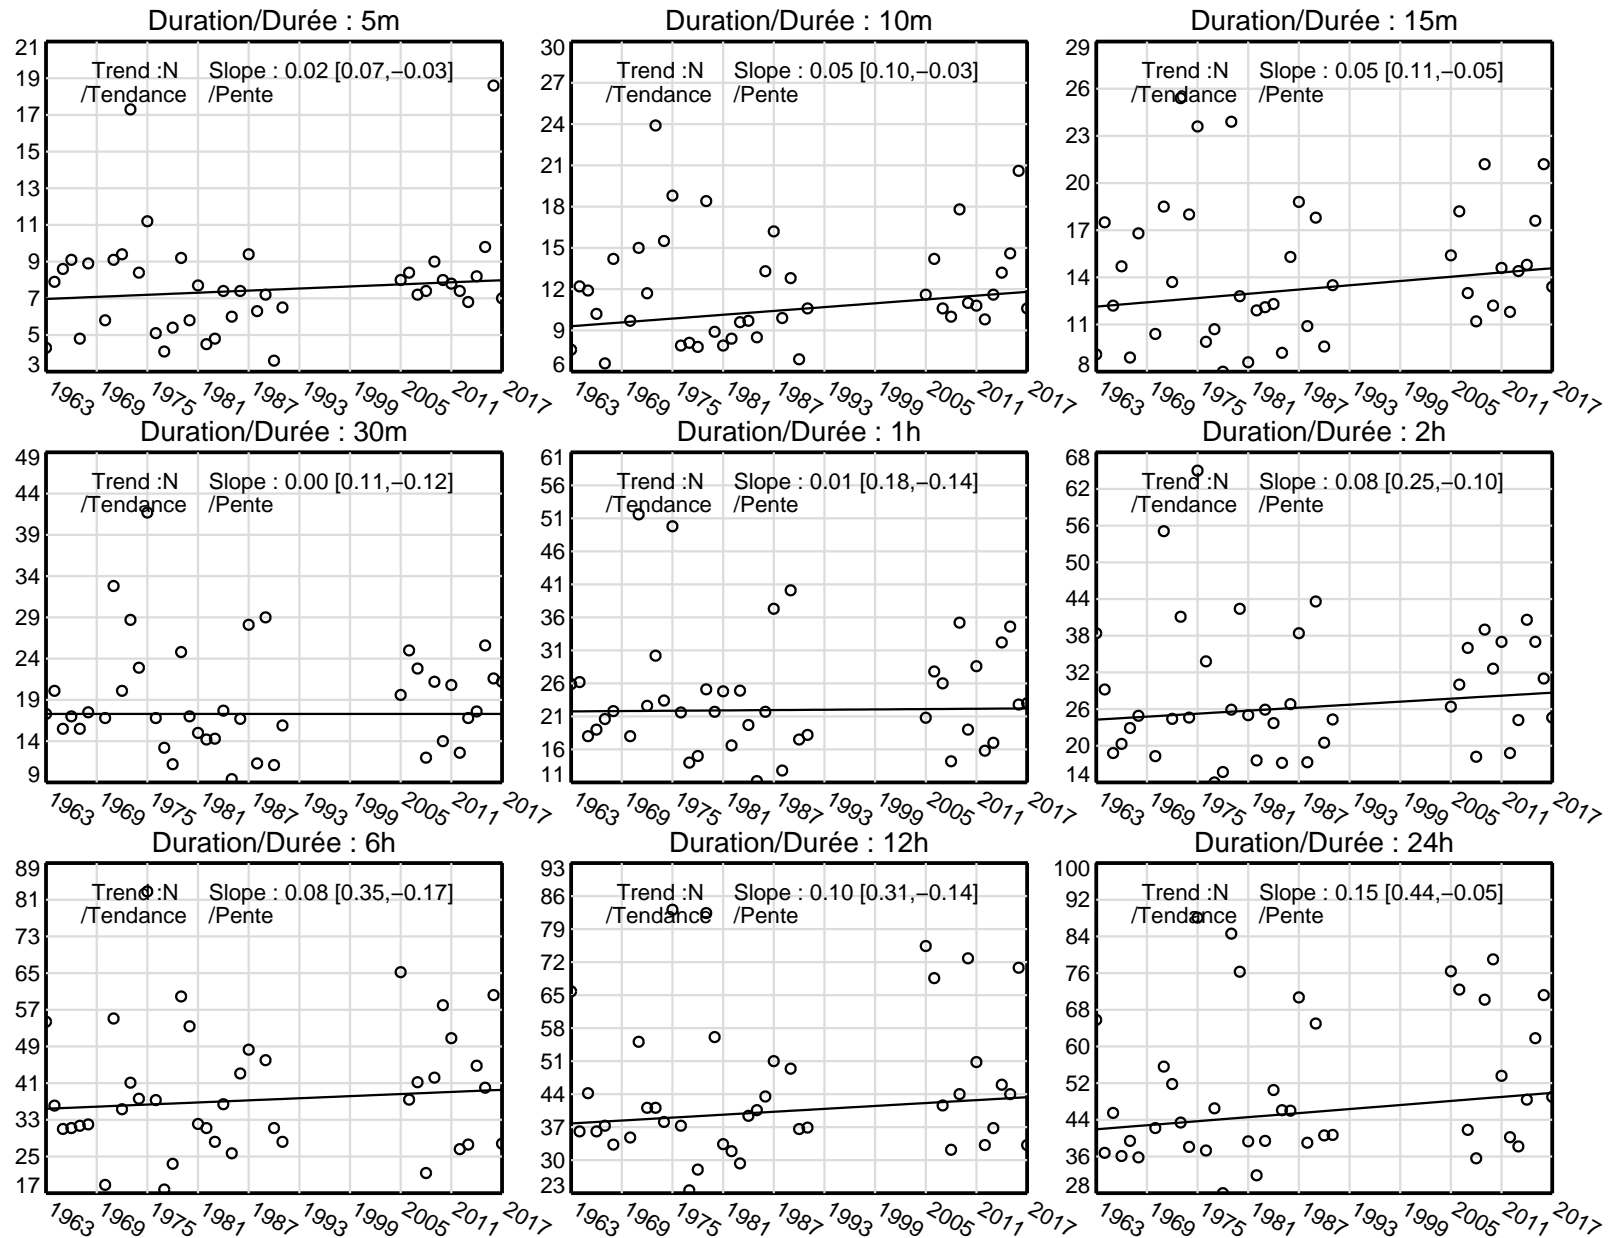 Duration/Durée : 5m
Trend :N Slope : 0.02 [0.07,−0.03]
/Tendance /Pente
21
19
17
15
13
11
9
7
5
3
1963 1969 1975 1981 1987 1993 1999 2005 2011 2017
Duration/Durée : 10m
Trend :N Slope : 0.05 [0.10,−0.03]
/Tendance /Pente
30
27
24
21
18
15
12
9
6
1963 1969 1975 1981 1987 1993 1999 2005 2011 2017
Duration/Durée : 15m
Trend :N Slope : 0.05 [0.11,−0.05]
/Tendance /Pente
29
26
23
20
17
14
11
8
1963 1969 1975 1981 1987 1993 1999 2005 2011 2017
Duration/Durée : 30m
Trend :N Slope : 0.00 [0.11,−0.12]
/Tendance /Pente
49
44
39
34
29
24
19
14
9
1963 1969 1975 1981 1987 1993 1999 2005 2011 2017
Duration/Durée : 1h
Trend :N Slope : 0.01 [0.18,−0.14]
/Tendance /Pente
61
56
51
46
41
36
31
26
21
16
11
1963 1969 1975 1981 1987 1993 1999 2005 2011 2017
Duration/Durée : 2h
Trend :N Slope : 0.08 [0.25,−0.10]
/Tendance /Pente
68
62
56
50
44
38
32
26
20
14
1963 1969 1975 1981 1987 1993 1999 2005 2011 2017
Duration/Durée : 6h
Trend :N Slope : 0.08 [0.35,−0.17]
/Tendance /Pente
89
81
73
65
57
49
41
33
25
17
1963 1969 1975 1981 1987 1993 1999 2005 2011 2017
Duration/Durée : 12h
Trend :N Slope : 0.10 [0.31,−0.14]
/Tendance /Pente
93
86
79
72
65
58
51
44
37
30
23
1963 1969 1975 1981 1987 1993 1999 2005 2011 2017
Duration/Durée : 24h
Trend :N Slope : 0.15 [0.44,−0.05]
/Tendance /Pente
100
92
84
76
68
60
52
44
36
28
1963 1969 1975 1981 1987 1993 1999 2005 2011 2017